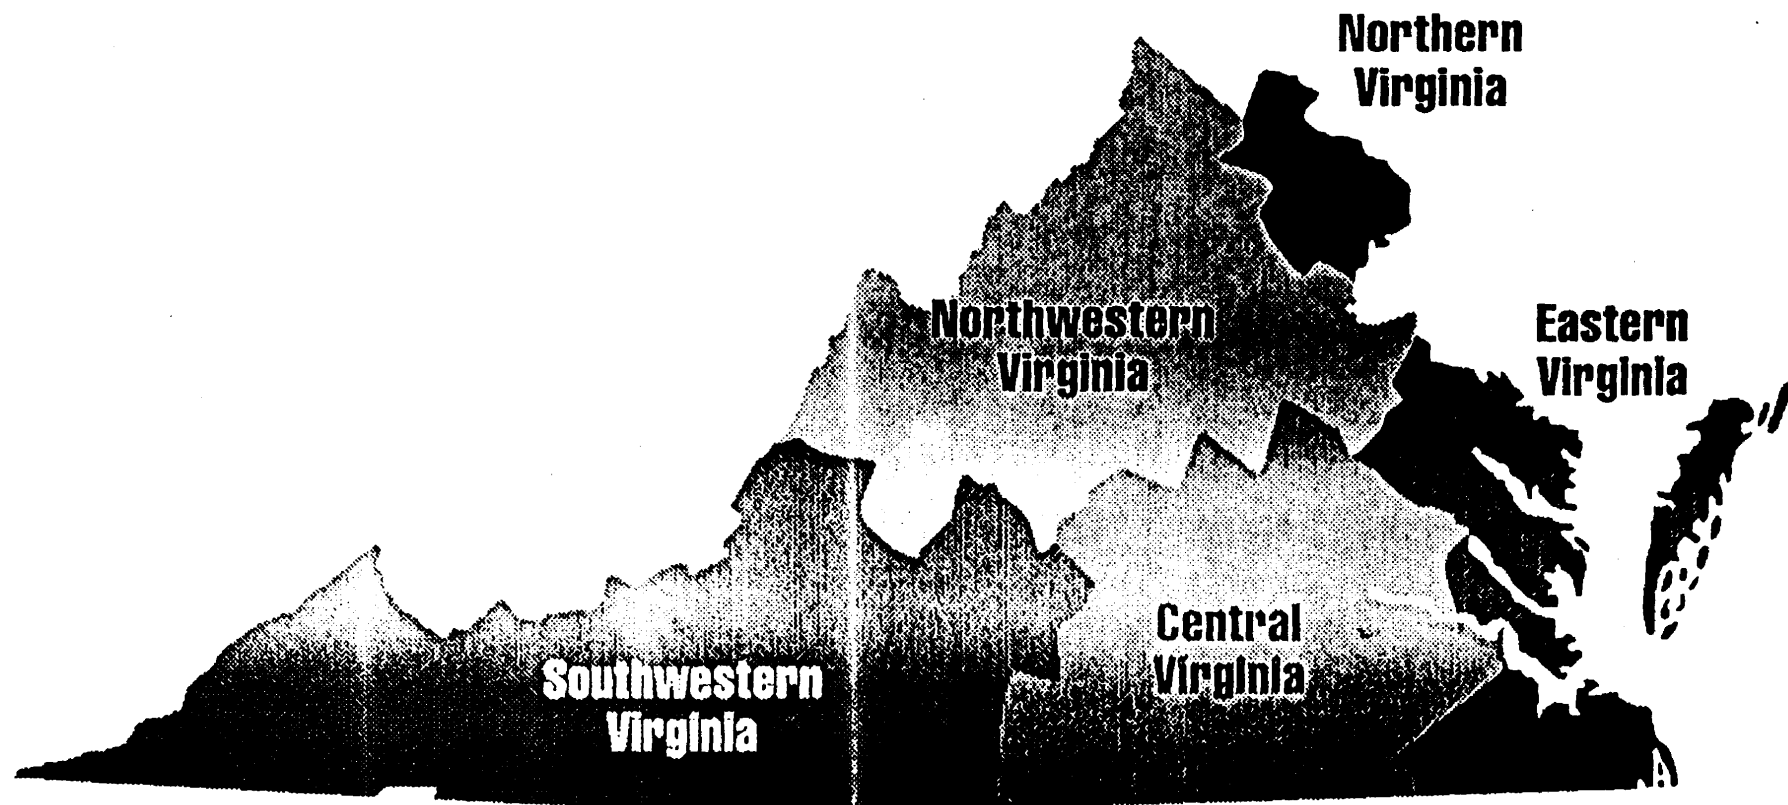 Northern
Virginia
Northwestern
Virginia
Eastern
Virginia
Central
Virginia
Southwestern
Virginia